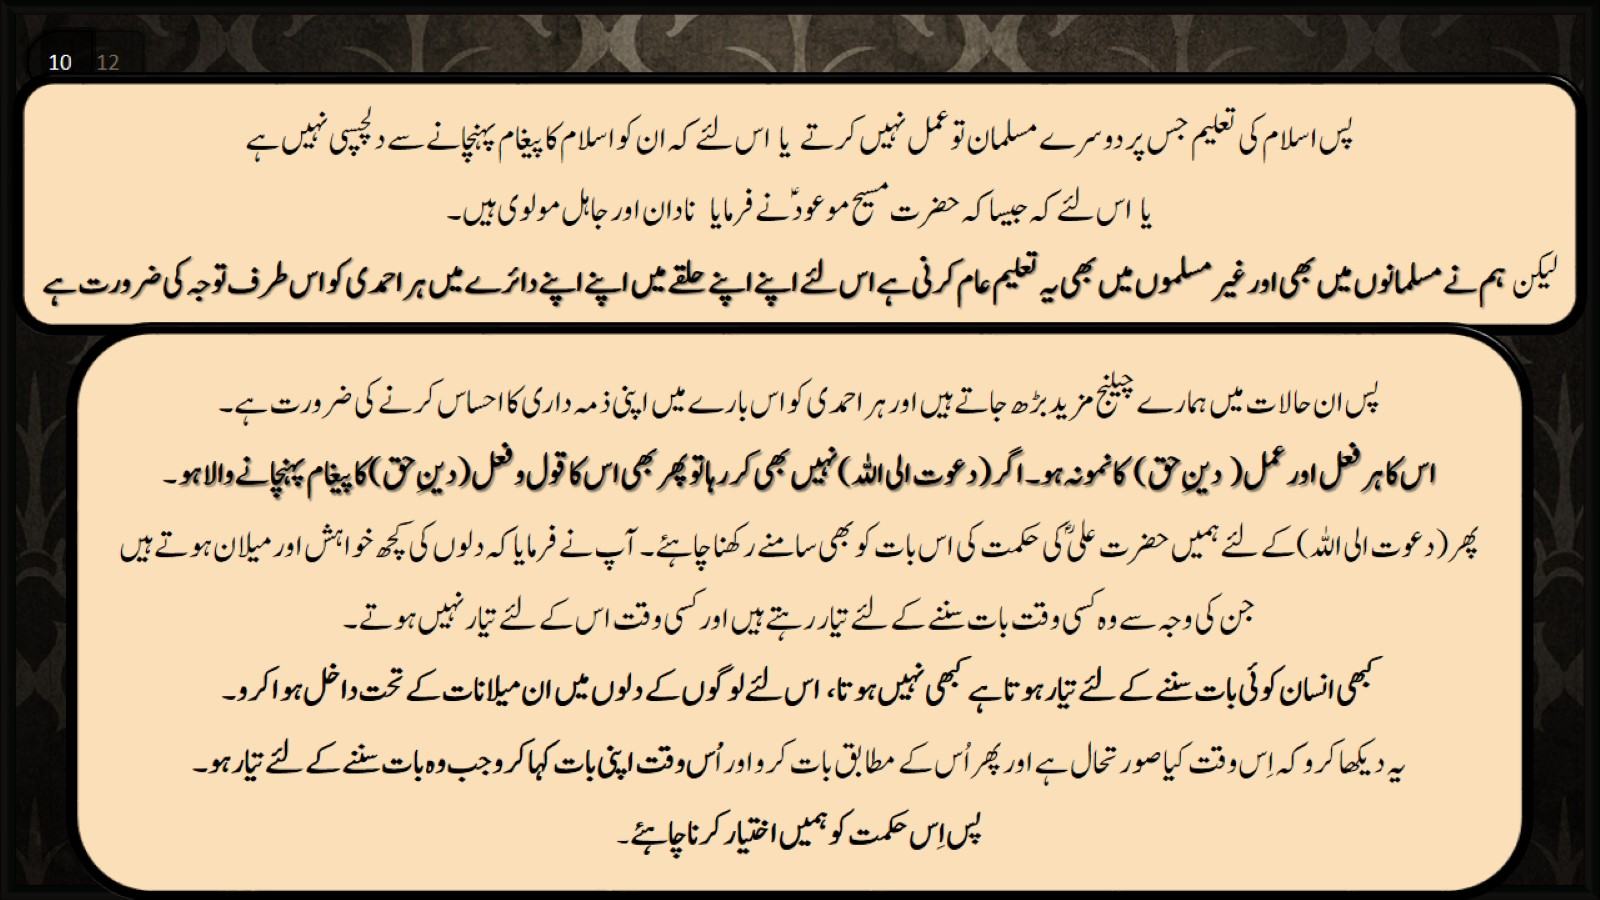 10 12
پس اسلام کی تعلیم جس پر دوسرے مسلمان تو عمل نہیں کرتے یا اس لئے کہ ان کو اسلام کا پیغام پہنچانے سے دلچسپی نہیں ہے
یا اس لئے کہ جیسا کہ حضرت مسیح موعودؑ نے فرمایا نادان اور جاہل مولوی ہیں۔
لیکن ہم نے مسلمانوں میں بھی اور غیر مسلموں میں بھی یہ تعلیم عام کرنی ہے اس لئے اپنے اپنے حلقے میں اپنے اپنے دائرے میں ہر احمدی کو اس طرف توجہ کی ضرورت ہے
پس ان حالات میں ہمارے چیلنج مزید بڑھ جاتے ہیں اور ہر احمدی کو اس بارے میں اپنی ذمہ داری کا احساس کرنے کی ضرورت ہے۔
اس کا ہر فعل اور عمل( دینِ حق) کا نمونہ ہو۔ اگر (دعوت الی اللہ) نہیں بھی کر رہا تو پھر بھی اس کا قول و فعل (دینِ حق) کا پیغام پہنچانے والا ہو۔
پھر (دعوت الی اللہ) کے لئے ہمیں حضرت علیؓ کی حکمت کی اس بات کو بھی سامنے رکھنا چاہئے۔ آپ نے فرمایا کہ دلوں کی کچھ خواہش اور میلان ہوتے ہیں
جن کی وجہ سے وہ کسی وقت بات سننے کے لئے تیار رہتے ہیں اور کسی وقت اس کے لئے تیار نہیں ہوتے۔
کبھی انسان کوئی بات سننے کے لئے تیار ہوتا ہے کبھی نہیں ہوتا، اس لئے لوگوں کے دلوں میں ان میلانات کے تحت داخل ہوا کرو۔
یہ دیکھا کرو کہ اِس وقت کیا صورتحال ہے اور پھر اُس کے مطابق بات کرو اور اُس وقت اپنی بات کہا کرو جب وہ بات سننے کے لئے تیار ہو۔
پس اِس حکمت کو ہمیں اختیار کرنا چاہئے۔